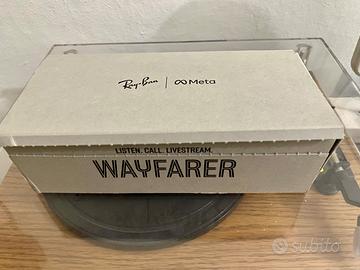 Ray-Ban | Meta
LISTEN. CALL. LIVESTREAM.
WAYFARER
subito